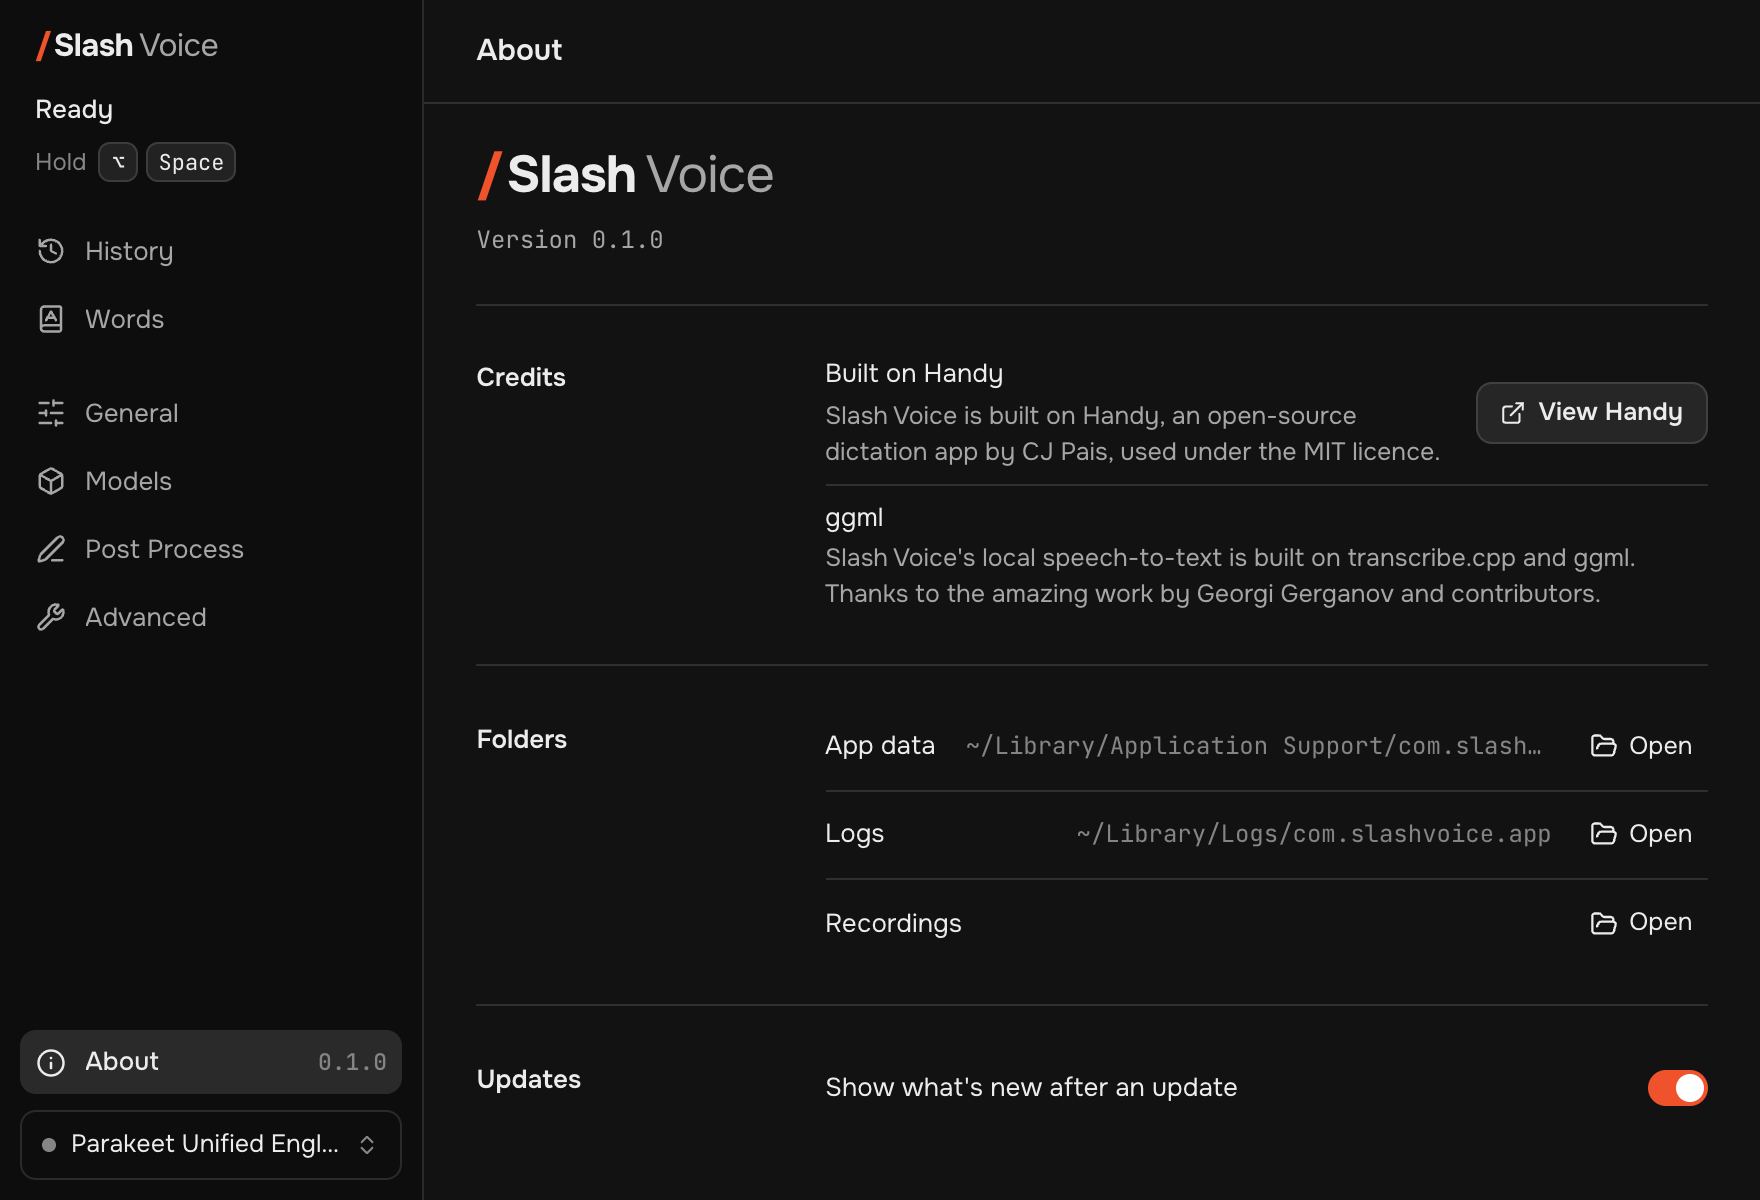 /Slash Voice
Ready
Hold ⌥ Space
History
Words
General
Models
Post Process
Advanced
About 0.1.0
Parakeet Unified Engl...
About
/Slash Voice
Version 0.1.0
Credits
Built on Handy
Slash Voice is built on Handy, an open-source
dictation app by CJ Pais, used under the MIT licence.
View Handy
ggml
Slash Voice's local speech-to-text is built on transcribe.cpp and ggml.
Thanks to the amazing work by Georgi Gerganov and contributors.
Folders
App data ~/Library/Application Support/com.slash… Open
Logs ~/Library/Logs/com.slashvoice.app Open
Recordings Open
Updates
Show what's new after an update